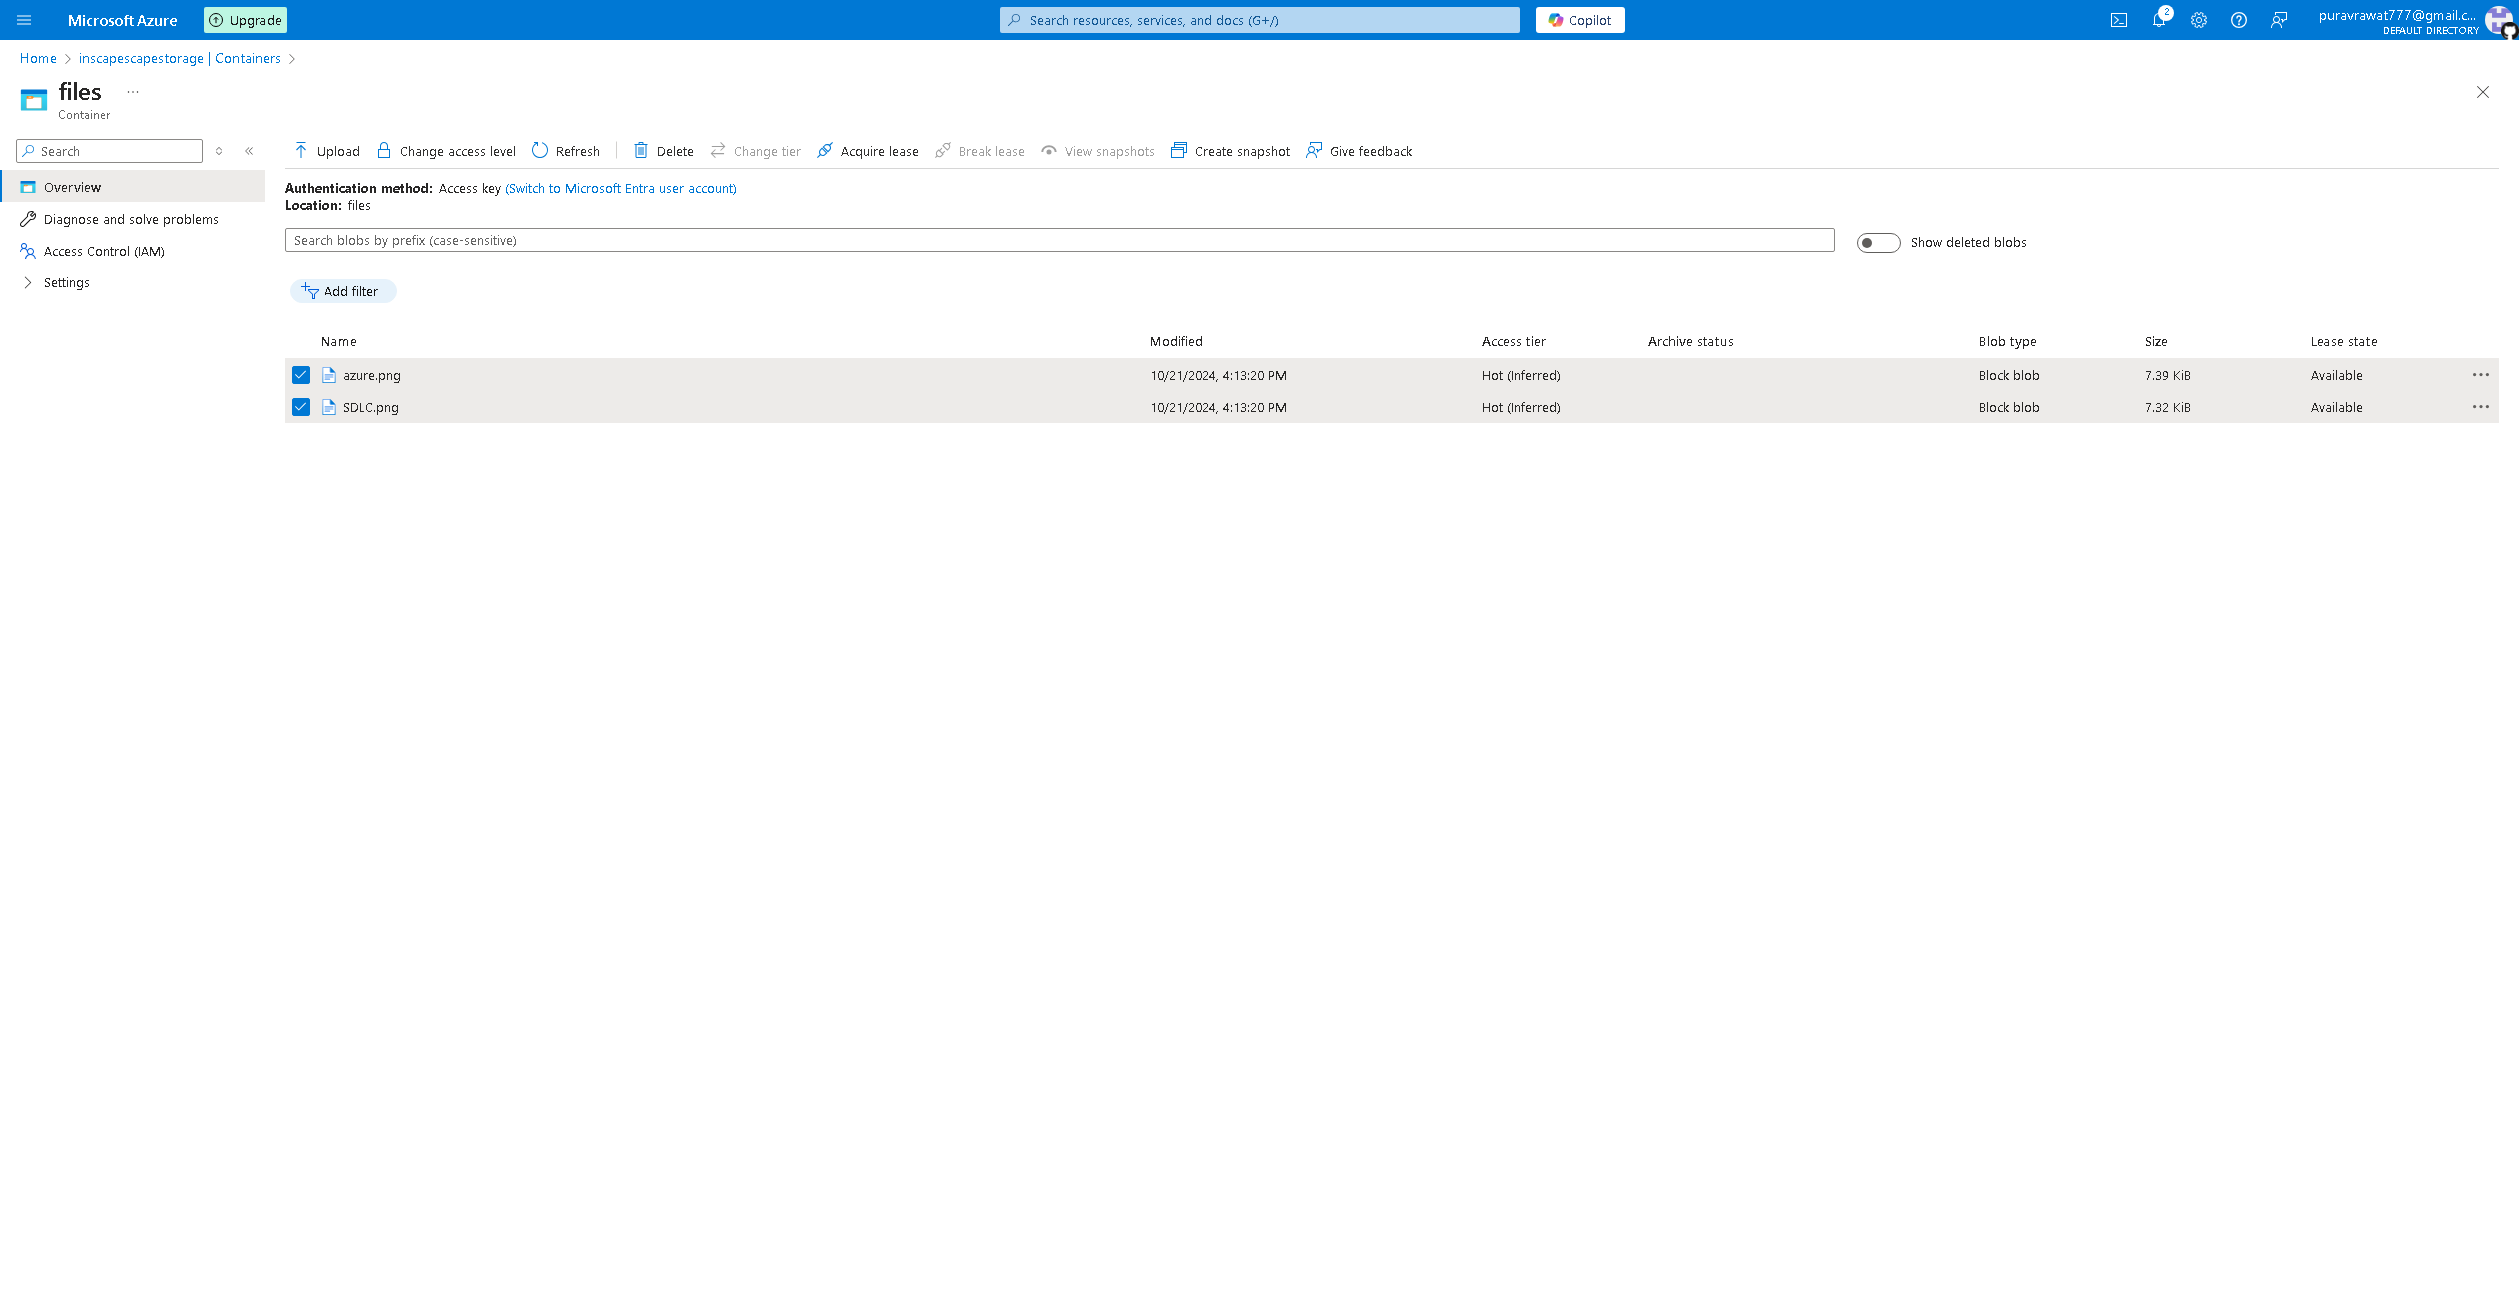 Microsoft Azure
Upgrade
Search resources, services, and docs (G+/)
Copilot
2
puravrawat777@gmail.c...
DEFAULT DIRECTORY
Home
inscapescapestorage | Containers
files
...
Container
Search
Upload
Change access level
Refresh
Delete
Change tier
Acquire lease
Break lease
View snapshots
Create snapshot
Give feedback
Overview
Diagnose and solve problems
Access Control (IAM)
Settings
Authentication method: Access key (Switch to Microsoft Entra user account)
Location: files
Search blobs by prefix (case-sensitive)
Show deleted blobs
Add filter
Name Modified Access tier Archive status Blob type Size Lease state
azure.png 10/21/2024, 4:13:20 PM Hot (Inferred) Block blob 7.39 KiB Available ...
SDLC.png 10/21/2024, 4:13:20 PM Hot (Inferred) Block blob 7.32 KiB Available ...